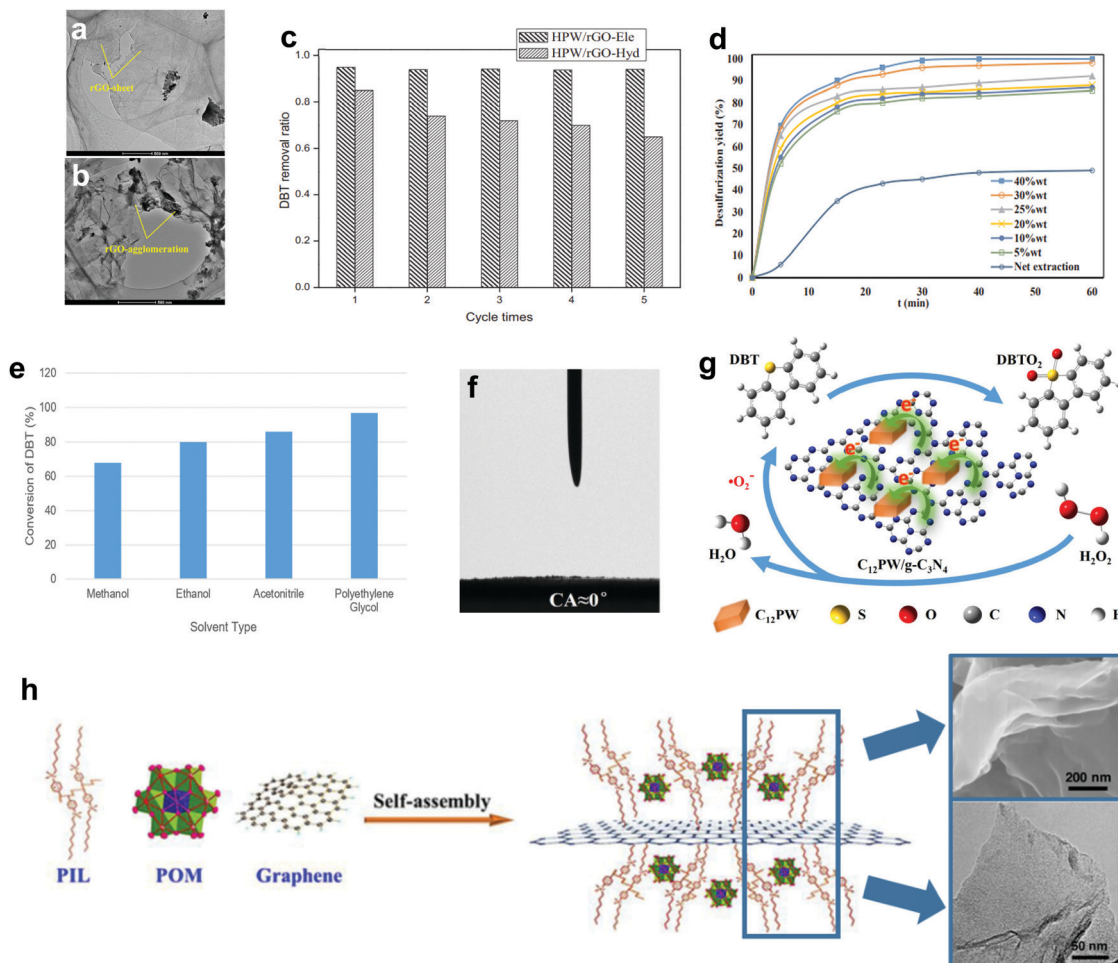 a
rGO-sheet
b
rGO-agglomeration
c
HPW/rGO-Ele
HPW/rGO-Hyd
DBT removal ratio
1.0
0.8
0.6
0.4
0.2
0.0
1 2 3 4 5
Cycle times
d
Desulfurization yield (%)
100
90
80
70
60
50
40
30
20
10
0
40%wt
30%wt
25%wt
20%wt
10%wt
5%wt
Net extraction
0 10 20 30 40 50 60
t (min)
e
Conversion of DBT (%)
120
100
80
60
40
20
0
Methanol Ethanol Acetonitrile Polyethylene
Glycol
Solvent Type
f
CA≈0°
g
DBT
DBTO₂
e⁻
e⁻ e⁻
e⁻
•O₂⁻
H₂O
H₂O₂
C₁₂PW/g-C₃N₄
C₁₂PW S O C N H
h
PIL
POM
Graphene
Self-assembly
200 nm
50 nm